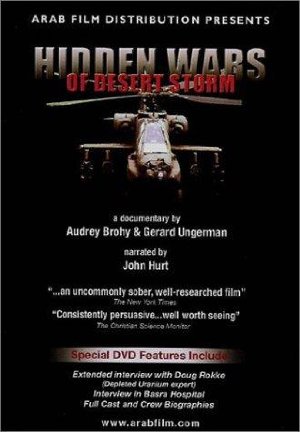 ARAB FILM DISTRIBUTION PRESENTS
HIDDEN WARS
OF DESERT STORM
a documentary by
Audrey Brohy & Gerard Ungerman
narrated by
John Hurt
"...an uncommonly sober, well-researched film"
The New York Times
"Consistently persuasive...well worth seeing"
The Christian Science Monitor
Special DVD Features Include
Extended interview with Doug Rokke
(Depleted Uranium expert)
Interview in Basra Hospital
Full Cast and Crew Biographies
www.arabfilm.com